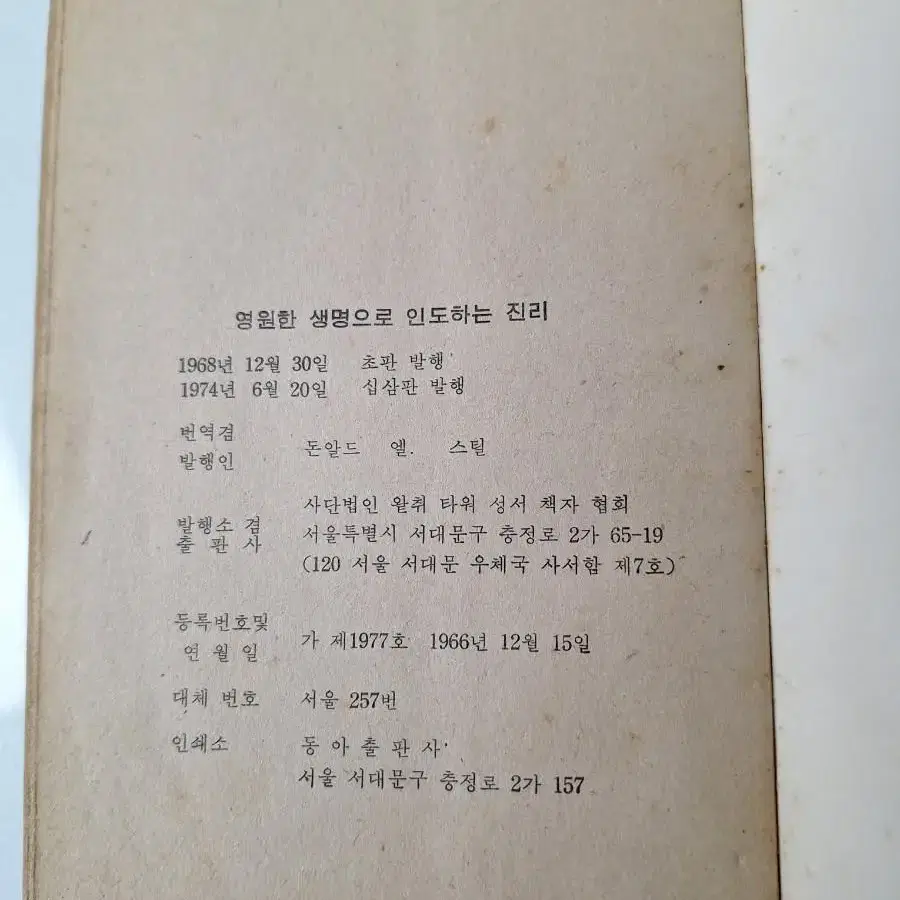 영원한 생명으로 인도하는 진리
1968년 12월 30일 초판 발행
1974년 6월 20일 십삼판 발행
번역겸
발행인 돈알드 엘. 스틸
사단법인 왙취 타워 성서 책자 협회
발행소 겸
출 판 사 서울특별시 서대문구 충정로 2가 65-19
(120 서울 서대문 우체국 사서함 제7호)
등록번호및
연 월 일 가 제1977호 1966년 12월 15일
대체 번호 서울 257번
인쇄소 동 아 출 판 사
서울 서대문구 충정로 2가 157